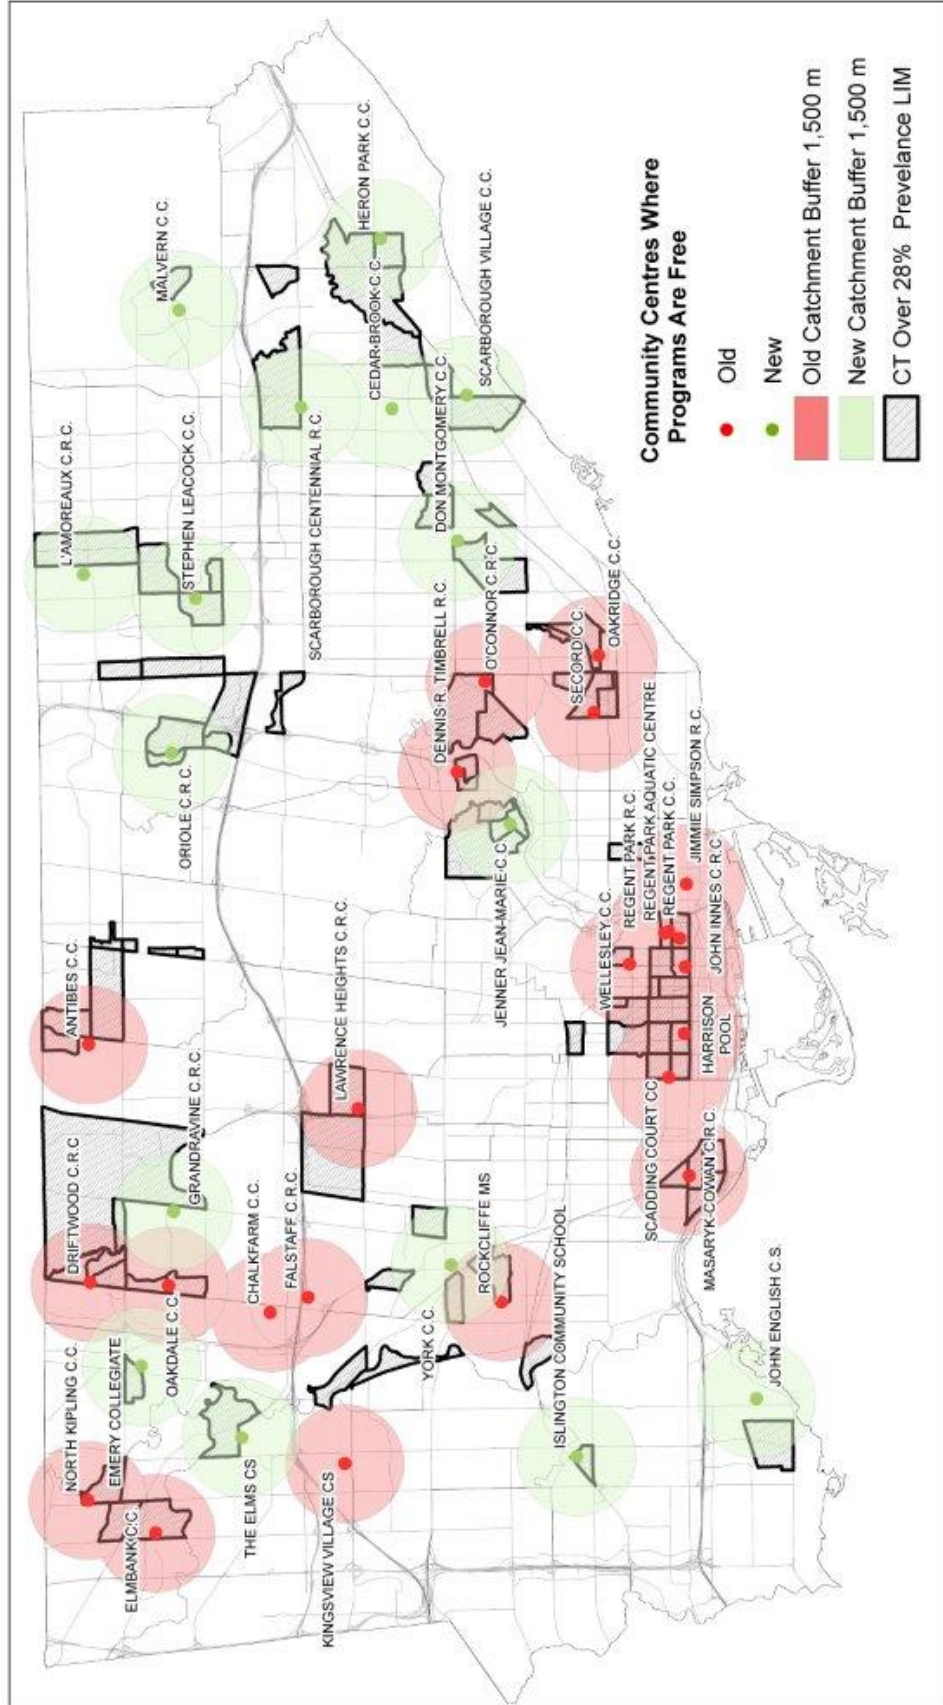 MALVERN C.C.
L'AMOREAUX C.R.C.
STEPHEN LEACOCK C.C.
HERON PARK C.C.
CEDAR BROOK C.C.
SCARBOROUGH VILLAGE C.C.
SCARBOROUGH CENTENNIAL R.C.
DON MONTGOMERY C.C.
ORIOLE C.R.C.
DENNIS R. TIMBRELL R.C.
O'CONNOR C.R.C.
SECORD C.C.
OAKRIDGE C.C.
JENNER JEAN-MARIE C.C.
ANTIBES C.C.
LAWRENCE HEIGHTS C.R.C.
WELLESLEY C.C.
REGENT PARK R.C.
REGENT PARK AQUATIC CENTRE
REGENT PARK C.C.
JIMMIE SIMPSON R.C.
JOHN INNES C.R.C.
HARRISON
POOL
SCADDING COURT CC
MASARYK-COWAN C.R.C.
DRIFTWOOD C.R.C
GRANDRAVINE C.R.C.
OAKDALE C.C.
CHALKFARM C.C.
FALSTAFF C.R.C.
NORTH KIPLING C.C.
EMERY COLLEGIATE
ELMBANK C.C.
THE ELMS CS
KINGSVIEW VILLAGE CS
YORK C.C.
ROCKCLIFFE MS
ISLINGTON COMMUNITY SCHOOL
JOHN ENGLISH C.S.
Community Centres Where
Programs Are Free
Old
New
Old Catchment Buffer 1,500 m
New Catchment Buffer 1,500 m
CT Over 28% Prevelance LIM